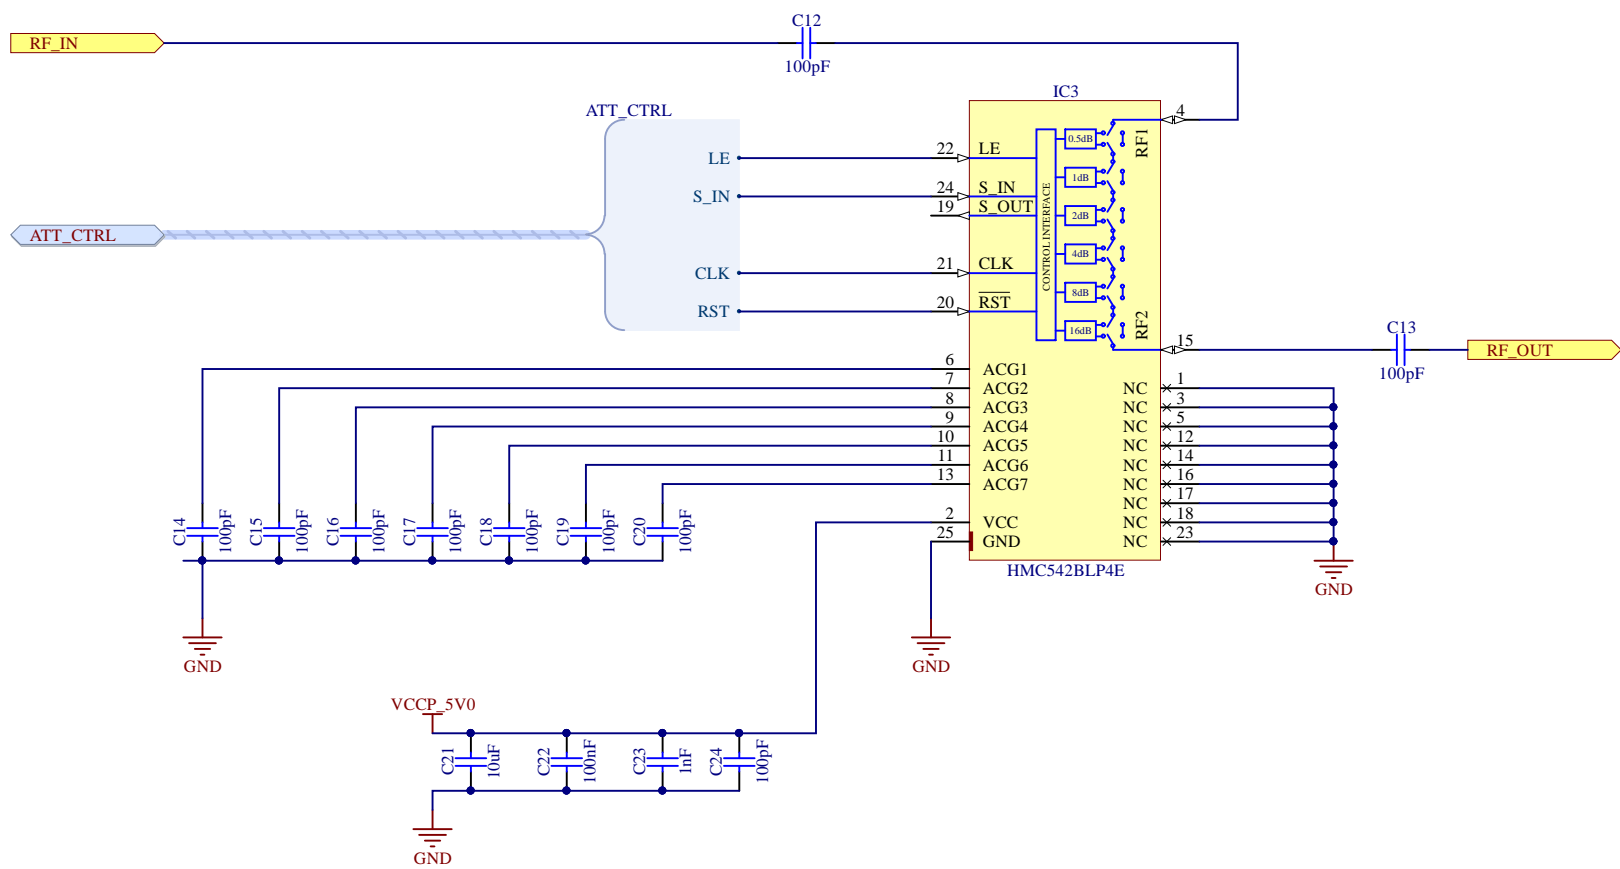 C12
RF_IN
100pF
IC3
ATT_CTRL
4
RF1
0.5dB
LE
22
LE
1dB
S_IN
24
S_IN
19
S_OUT
2dB
CONTROL INTERFACE
ATT_CTRL
4dB
CLK
21
CLK
8dB
RST
20
RST
16dB
RF2
15
C13
RF_OUT
100pF
6
ACG1
7
ACG2
NC
1
8
ACG3
NC
3
9
ACG4
NC
5
10
ACG5
NC
12
11
ACG6
NC
14
13
ACG7
NC
16
NC
17
2
VCC
NC
18
25
GND
NC
23
HMC542BLP4E
GND
C14
100pF
C15
100pF
C16
100pF
C17
100pF
C18
100pF
C19
100pF
C20
100pF
GND
GND
VCCP_5V0
C21
10uF
C22
100nF
C23
1nF
C24
100pF
GND